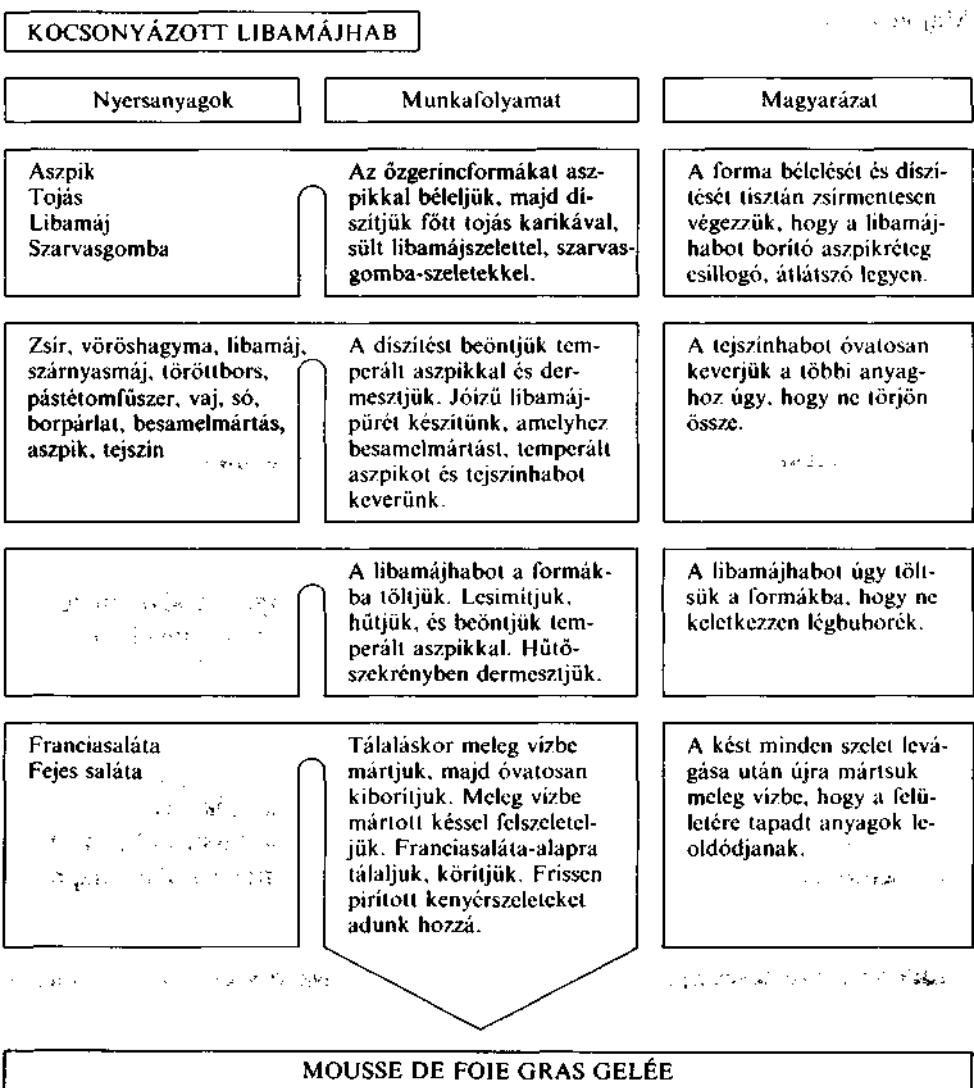 KOCSONYÁZOTT LIBAMÁJHAB
Nyersanyagok
Munkafolyamat
Magyarázat
Aszpik
Tojás
Libamáj
Szarvasgomba
Az őzgerincformákat asz-
pikkal béleljük, majd dí-
szítjük főtt tojás karikával,
sült libamájszelettel, szarvas-
gomba-szeletekkel.
A forma bélelését és díszí-
tését tisztán zsírmentesen
végezzük, hogy a libamáj-
habot borító aszpikréteg
csillogó, átlátszó legyen.
Zsír, vöröshagyma, libamáj,
szárnyasmáj, töröttbors,
pástétomfűszer, vaj, só,
borpárlat, besamelmártás,
aszpik, tejszín
A díszítést beöntjük tem-
perált aszpikkal és der-
mesztjük. Jóízű libamáj-
pürét készítünk, amelyhez
besamelmártást, temperált
aszpikot és tejszínhabot
keverünk.
A tejszínhabot óvatosan
keverjük a többi anyag-
hoz úgy, hogy ne törjön
össze.
A libamájhabot a formák-
ba töltjük. Lesimítjuk,
hűtjük, és beöntjük tem-
perált aszpikkal. Hűtő-
szekrényben dermesztjük.
A libamájhabot úgy tölt-
sük a formákba, hogy ne
keletkezzen légbuborék.
Franciasaláta
Fejes saláta
Tálaláskor meleg vízbe
mártjuk, majd óvatosan
kiborítjuk. Meleg vízbe
mártott késsel felszeletel-
jük. Franciasaláta-alapra
tálaljuk, körítjük. Frissen
pirított kenyérszeleteket
adunk hozzá.
A kést minden szelet levá-
gása után újra mártsuk
meleg vízbe, hogy a felü-
letére tapadt anyagok le-
oldódjanak.
MOUSSE DE FOIE GRAS GELÉE